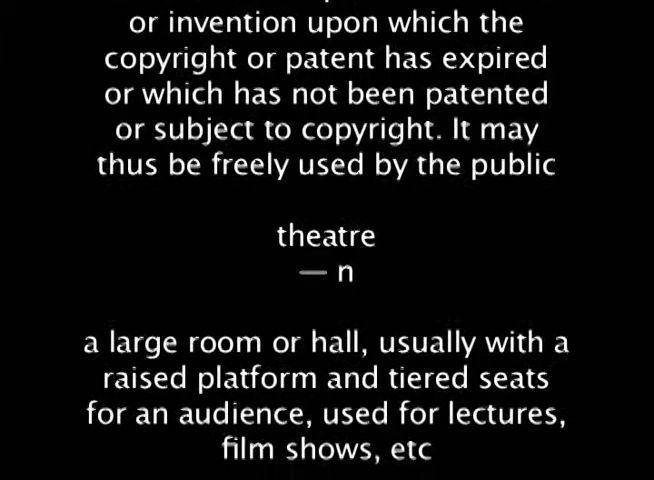 or invention upon which the
copyright or patent has expired
or which has not been patented
or subject to copyright. It may
thus be freely used by the public
theatre
— n
a large room or hall, usually with a
raised platform and tiered seats
for an audience, used for lectures,
film shows, etc